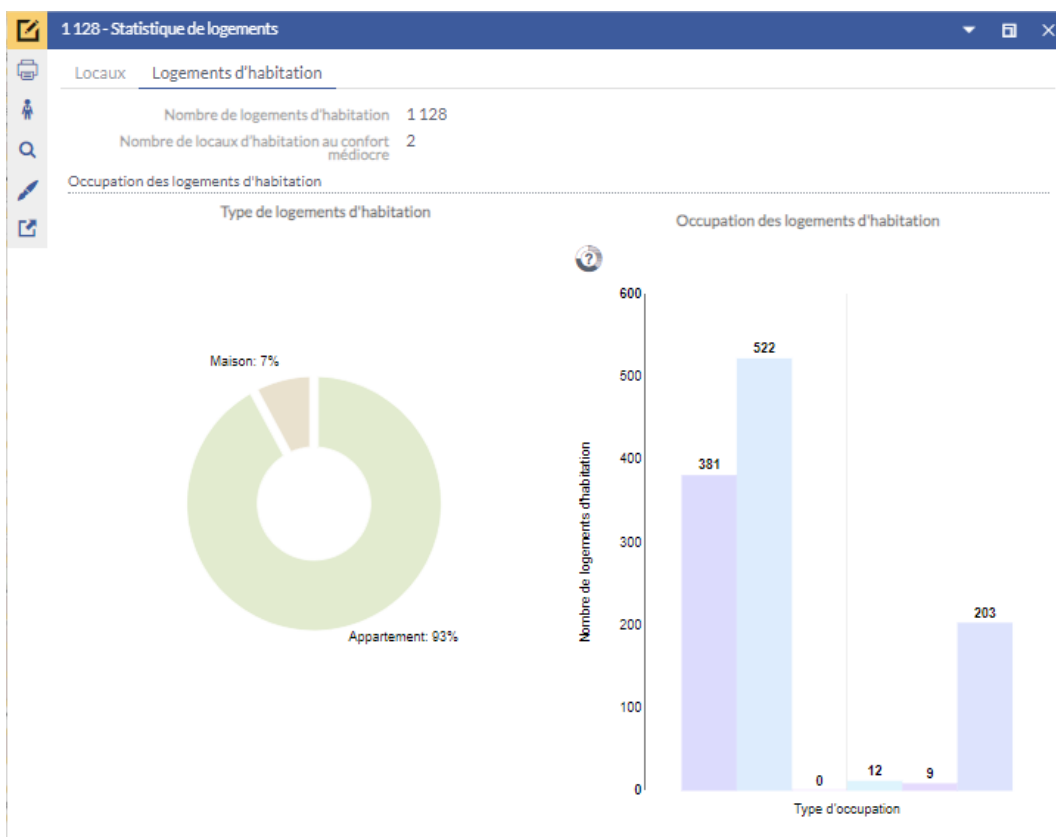 1 128 - Statistique de logements
Locaux Logements d'habitation
Nombre de logements d'habitation 1 128
Nombre de locaux d'habitation au confort
médiocre 2
Occupation des logements d'habitation
Type de logements d'habitation
Maison: 7%
Appartement: 93%
Occupation des logements d'habitation
?
Nombre de logements d'habitation
600
500
400
300
200
100
0
381
522
0
12
9
203
Type d'occupation